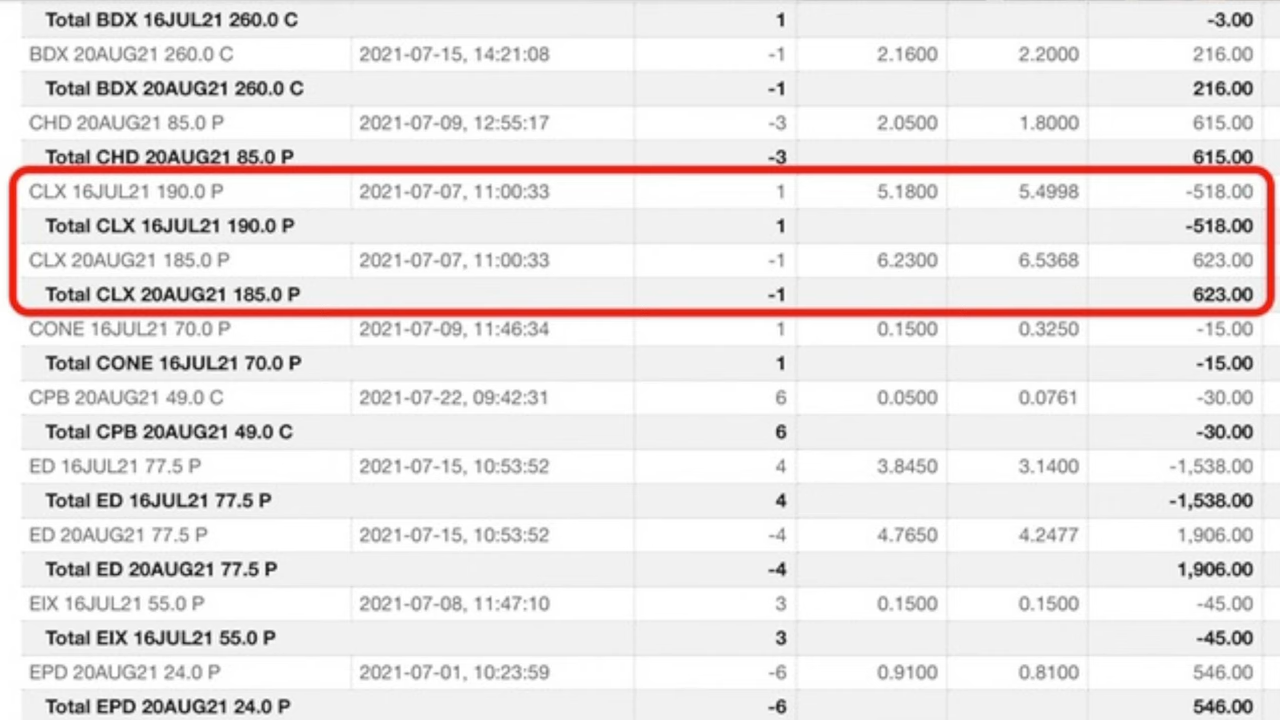 Total BDX 16JUL21 260.0 C 1 -3.00
BDX 20AUG21 260.0 C 2021-07-15, 14:21:08 -1 2.1600 2.2000 216.00
Total BDX 20AUG21 260.0 C -1 216.00
CHD 20AUG21 85.0 P 2021-07-09, 12:55:17 -3 2.0500 1.8000 615.00
Total CHD 20AUG21 85.0 P -3 615.00
CLX 16JUL21 190.0 P 2021-07-07, 11:00:33 1 5.1800 5.4998 -518.00
Total CLX 16JUL21 190.0 P 1 -518.00
CLX 20AUG21 185.0 P 2021-07-07, 11:00:33 -1 6.2300 6.5368 623.00
Total CLX 20AUG21 185.0 P -1 623.00
CONE 16JUL21 70.0 P 2021-07-09, 11:46:34 1 0.1500 0.3250 -15.00
Total CONE 16JUL21 70.0 P 1 -15.00
CPB 20AUG21 49.0 C 2021-07-22, 09:42:31 6 0.0500 0.0761 -30.00
Total CPB 20AUG21 49.0 C 6 -30.00
ED 16JUL21 77.5 P 2021-07-15, 10:53:52 4 3.8450 3.1400 -1,538.00
Total ED 16JUL21 77.5 P 4 -1,538.00
ED 20AUG21 77.5 P 2021-07-15, 10:53:52 -4 4.7650 4.2477 1,906.00
Total ED 20AUG21 77.5 P -4 1,906.00
EIX 16JUL21 55.0 P 2021-07-08, 11:47:10 3 0.1500 0.1500 -45.00
Total EIX 16JUL21 55.0 P 3 -45.00
EPD 20AUG21 24.0 P 2021-07-01, 10:23:59 -6 0.9100 0.8100 546.00
Total EPD 20AUG21 24.0 P -6 546.00